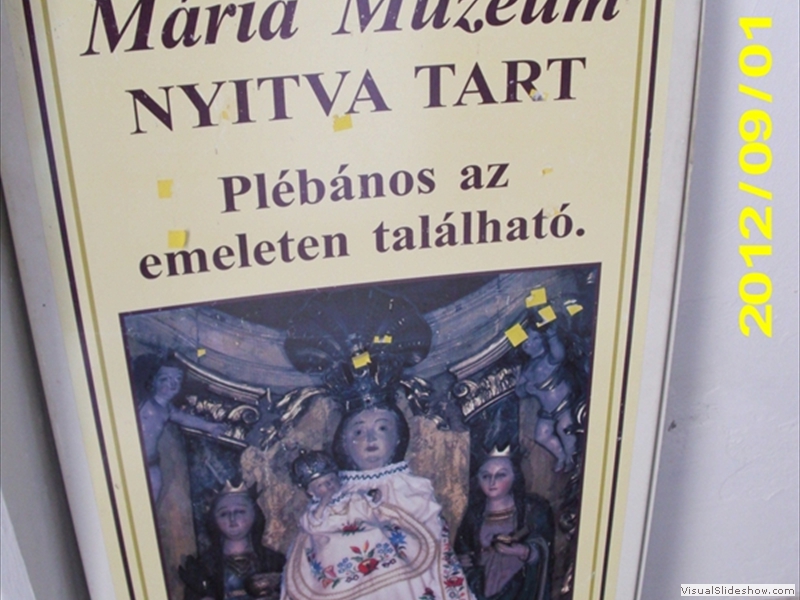 Mária Múzeum
NYITVA TART
Plébános az
emeleten található.
2012/09/01
VisualSlideshow.com